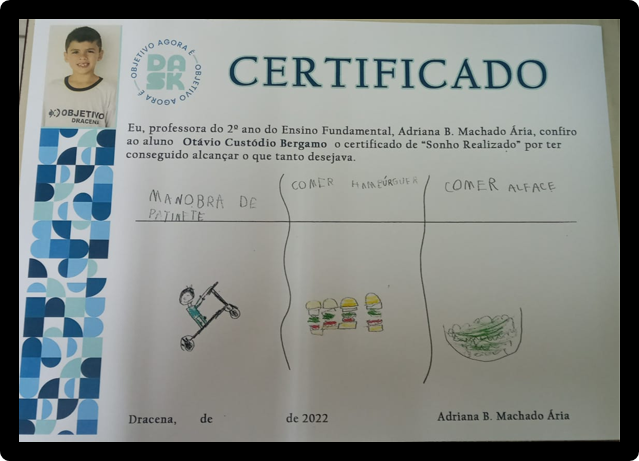 OBJETIVO AGORA É
OBJETIVO AGORA É
DA
SK
CERTIFICADO
OBJETIVO
DRACENA
Eu, professora do 2º ano do Ensino Fundamental, Adriana B. Machado Ária, confiro
ao aluno Otávio Custódio Bergamo o certificado de “Sonho Realizado” por ter
conseguido alcançar o que tanto desejava.
MANOBRA DE
PATINETE
COMER HAMBÚRGUER
COMER ALFACE
Dracena, de de 2022
Adriana B. Machado Ária